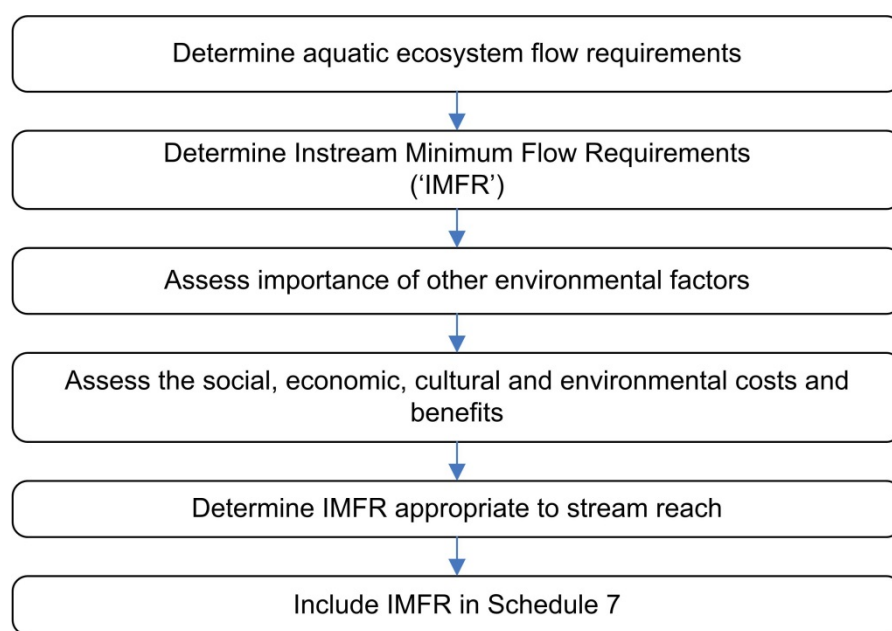 Determine aquatic ecosystem flow requirements
Determine Instream Minimum Flow Requirements
(‘IMFR’)
Assess importance of other environmental factors
Assess the social, economic, cultural and environmental costs and
benefits
Determine IMFR appropriate to stream reach
Include IMFR in Schedule 7